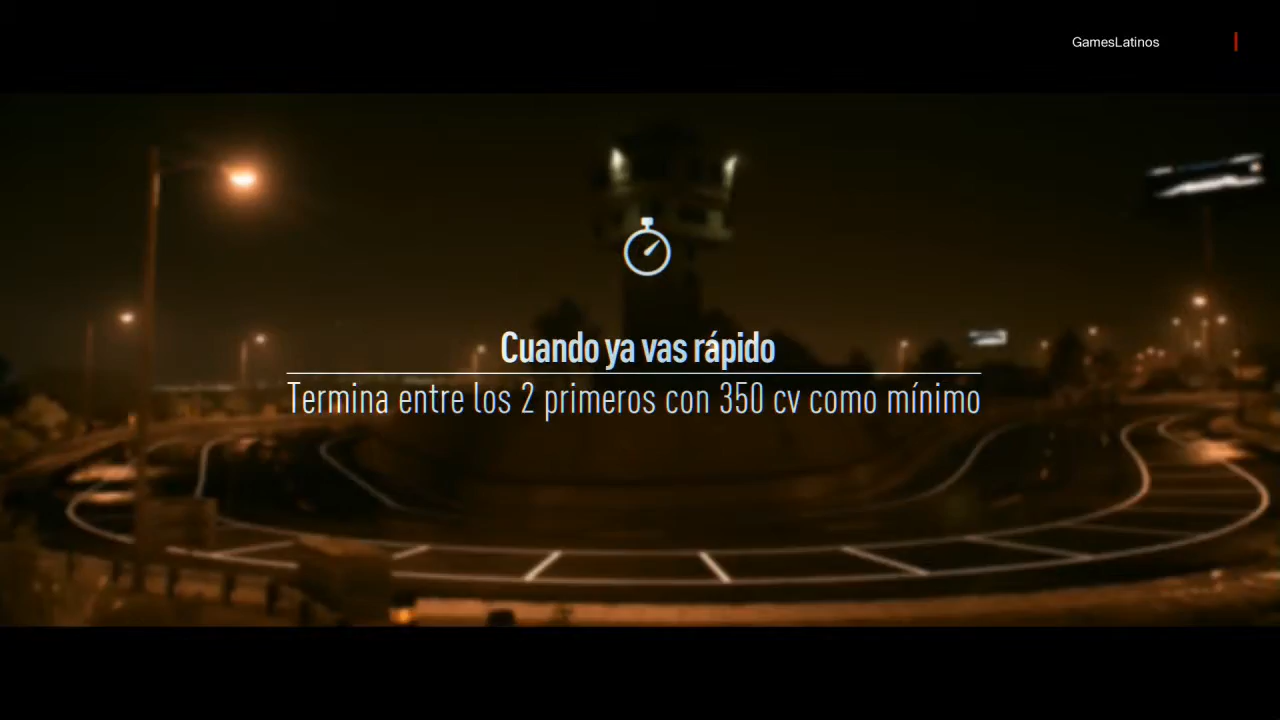 GamesLatinos
Cuando ya vas rápido
Termina entre los 2 primeros con 350 cv como mínimo